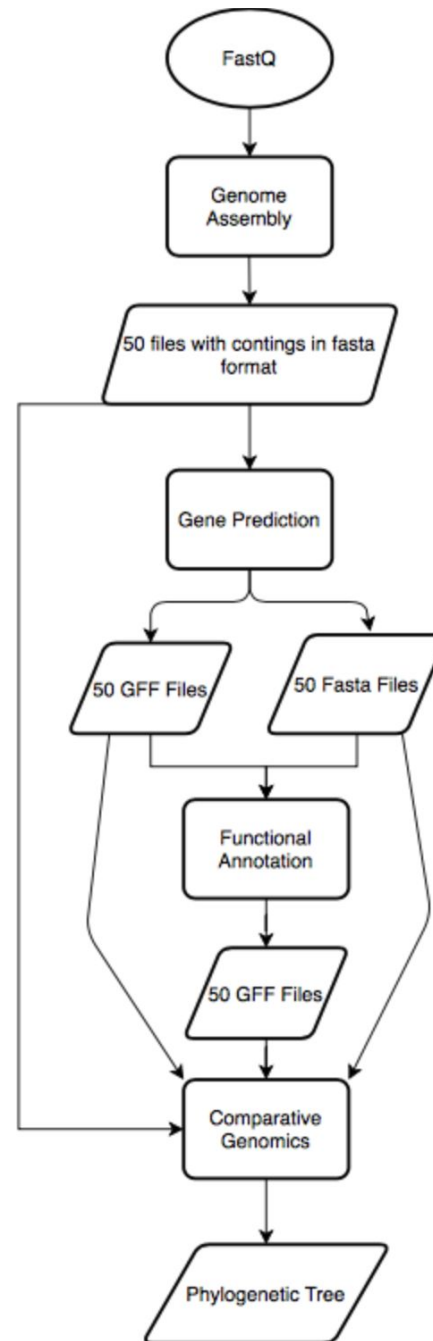 FastQ
Genome
Assembly
50 files with contings in fasta
format
Gene Prediction
50 GFF Files
50 Fasta Files
Functional
Annotation
50 GFF Files
Comparative
Genomics
Phylogenetic Tree